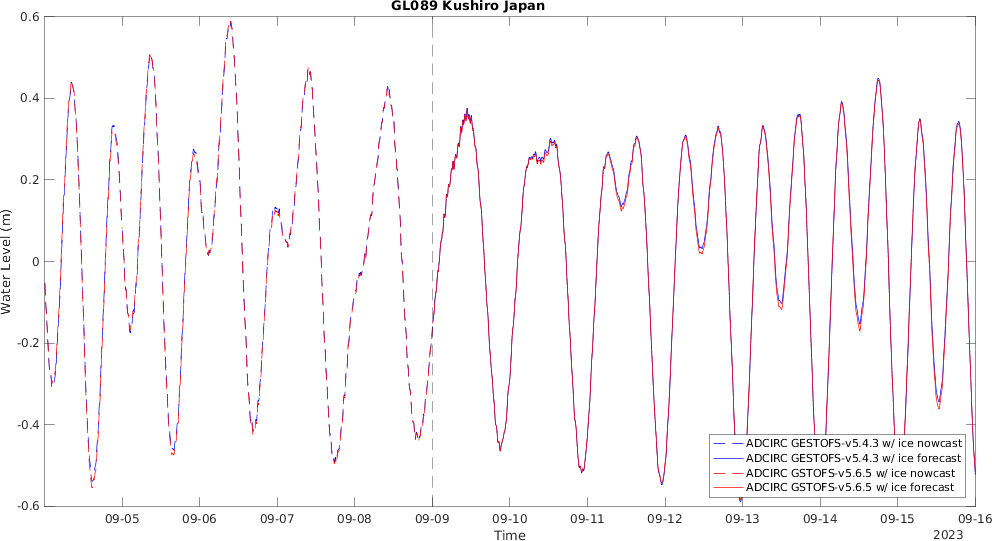 GL089 Kushiro Japan
0.6
0.4
0.2
0
-0.2
-0.4
-0.6
Water Level (m)
ADCIRC GESTOFS-v5.4.3 w/ ice nowcast
ADCIRC GESTOFS-v5.4.3 w/ ice forecast
ADCIRC GSTOFS-v5.6.5 w/ ice nowcast
ADCIRC GSTOFS-v5.6.5 w/ ice forecast
09-05 09-06 09-07 09-08 09-09 09-10 09-11 09-12 09-13 09-14 09-15 09-16
Time
2023